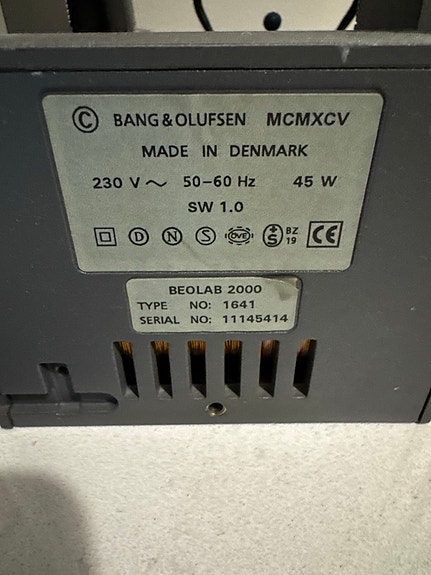 © BANG & OLUFSEN MCMXCV
MADE IN DENMARK
230 V ~ 50–60 Hz 45 W
SW 1.0
D N S ÖVE +S BZ 19 CE
BEOLAB 2000
TYPE NO: 1641
SERIAL NO: 11145414